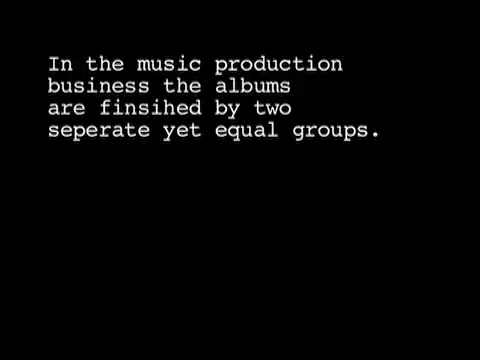 In the music production
business the albums
are finsihed by two
seperate yet equal groups.